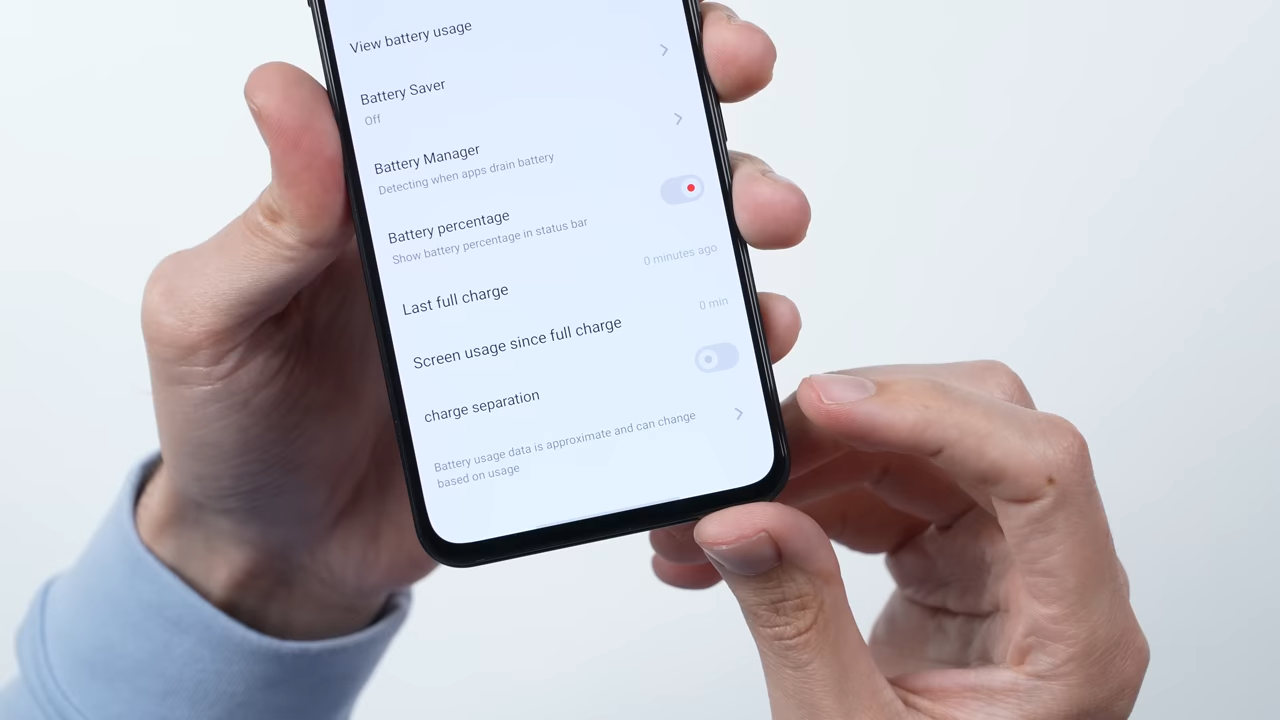 View battery usage
Battery Saver
Off
Battery Manager
Detecting when apps drain battery
Battery percentage
Show battery percentage in status bar
Last full charge
0 minutes ago
Screen usage since full charge
0 min
charge separation
Battery usage data is approximate and can change
based on usage